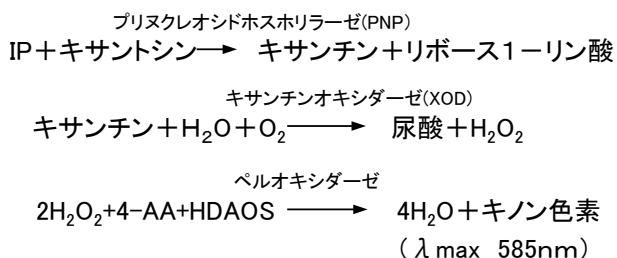 プリヌクレオシドホスホリラーゼ(PNP)
IP+キサントシン→ キサンチン+リボース1-リン酸
キサンチンオキシダーゼ(XOD)
キサンチン+H₂O+O₂ → 尿酸+H₂O₂
ペルオキシダーゼ
2H₂O₂+4-AA+HDAOS → 4H₂O+キノン色素
(λmax 585nm)